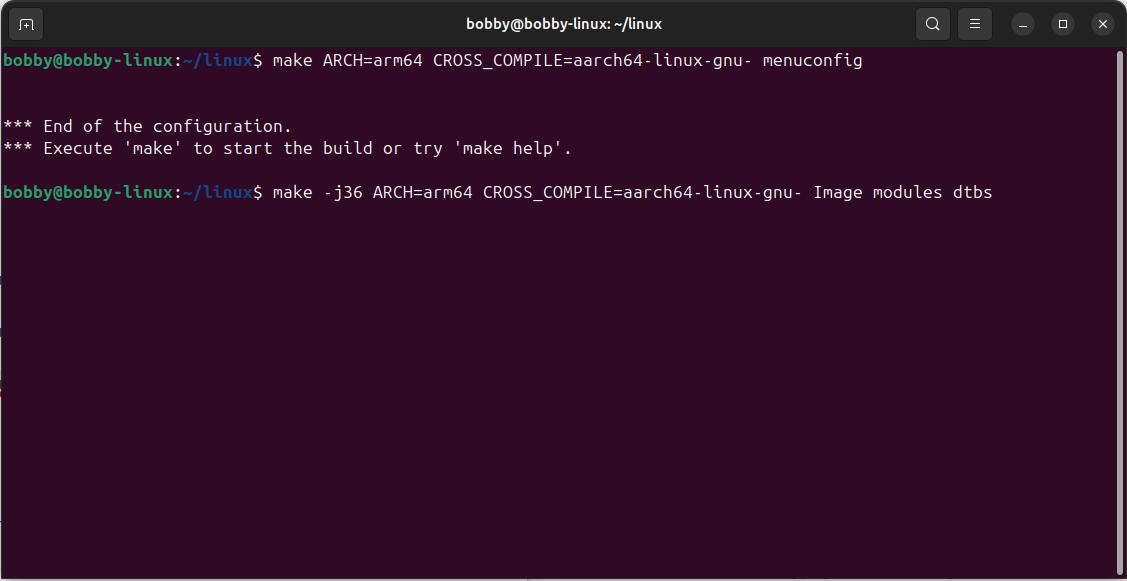 bobby@bobby-linux: ~/linux
bobby@bobby-linux:~/linux$ make ARCH=arm64 CROSS_COMPILE=aarch64-linux-gnu- menuconfig
*** End of the configuration.
*** Execute 'make' to start the build or try 'make help'.
bobby@bobby-linux:~/linux$ make -j36 ARCH=arm64 CROSS_COMPILE=aarch64-linux-gnu- Image modules dtbs